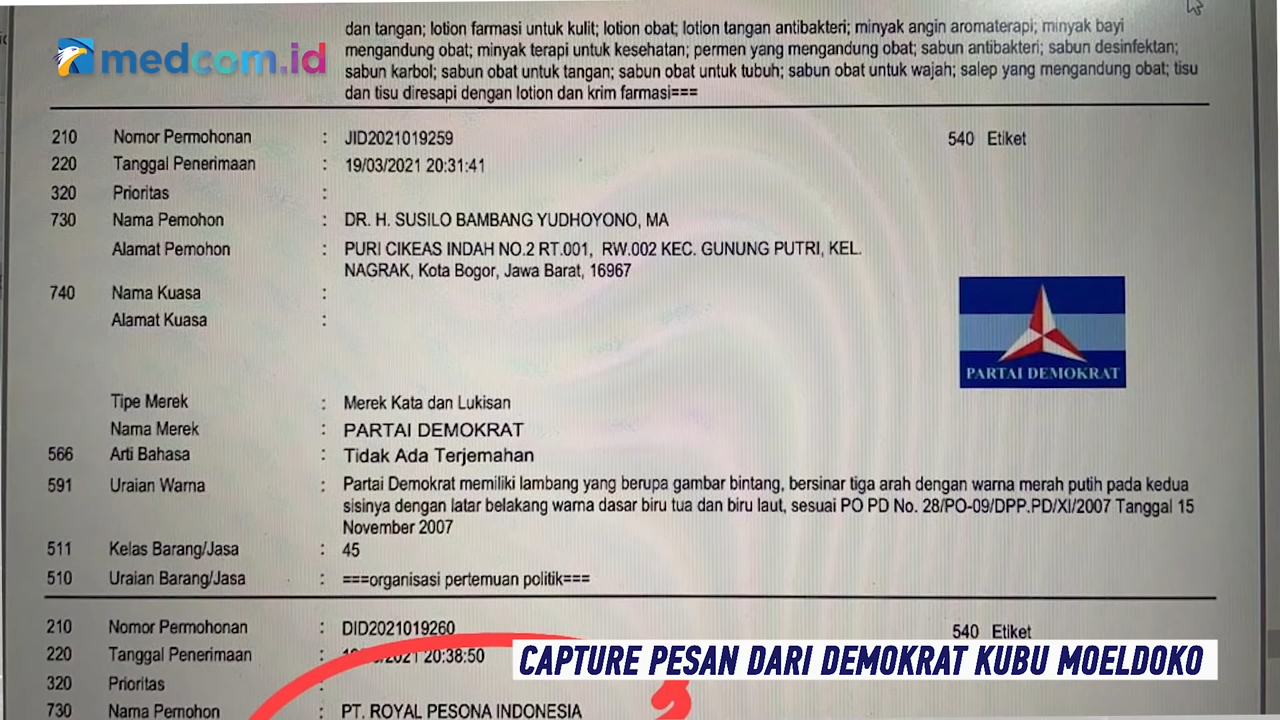 medcom.id
dan tangan; lotion farmasi untuk kulit; lotion obat; lotion tangan antibakteri; minyak angin aromaterapi; minyak bayi
mengandung obat; minyak terapi untuk kesehatan; permen yang mengandung obat; sabun antibakteri; sabun desinfektan;
sabun karbol; sabun obat untuk tangan; sabun obat untuk tubuh; sabun obat untuk wajah; salep yang mengandung obat; tisu
dan tisu diresapi dengan lotion dan krim farmasi===
210 Nomor Permohonan : JID2021019259 540 Etiket
220 Tanggal Penerimaan : 19/03/2021 20:31:41
320 Prioritas :
730 Nama Pemohon : DR. H. SUSILO BAMBANG YUDHOYONO, MA
Alamat Pemohon : PURI CIKEAS INDAH NO.2 RT.001, RW.002 KEC. GUNUNG PUTRI, KEL.
NAGRAK, Kota Bogor, Jawa Barat, 16967
740 Nama Kuasa :
Alamat Kuasa :
PARTAI DEMOKRAT
Tipe Merek : Merek Kata dan Lukisan
Nama Merek : PARTAI DEMOKRAT
566 Arti Bahasa : Tidak Ada Terjemahan
591 Uraian Warna : Partai Demokrat memiliki lambang yang berupa gambar bintang, bersinar tiga arah dengan warna merah putih pada kedua
sisinya dengan latar belakang warna dasar biru tua dan biru laut, sesuai PO PD No. 28/PO-09/DPP.PD/XI/2007 Tanggal 15
November 2007
511 Kelas Barang/Jasa : 45
510 Uraian Barang/Jasa : ===organisasi pertemuan politik===
210 Nomor Permohonan : DID2021019260 540 Etiket
220 Tanggal Penerimaan : 20:38:50
320 Prioritas :
730 Nama Pemohon : PT. ROYAL PESONA INDONESIA
CAPTURE PESAN DARI DEMOKRAT KUBU MOELDOKO